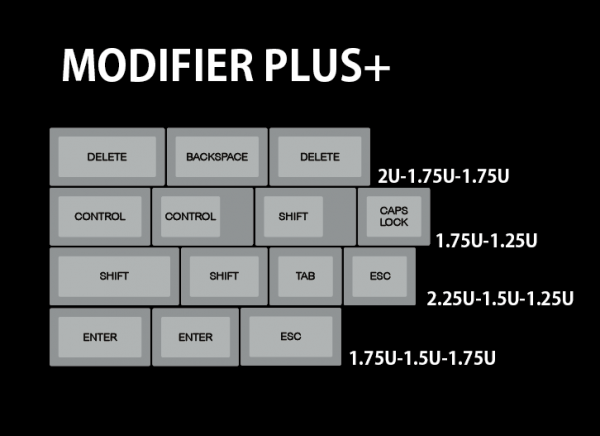 MODIFIER PLUS+
DELETE BACKSPACE DELETE
2U-1.75U-1.75U
CONTROL CONTROL SHIFT CAPS
LOCK
1.75U-1.25U
SHIFT SHIFT TAB ESC
2.25U-1.5U-1.25U
ENTER ENTER ESC
1.75U-1.5U-1.75U